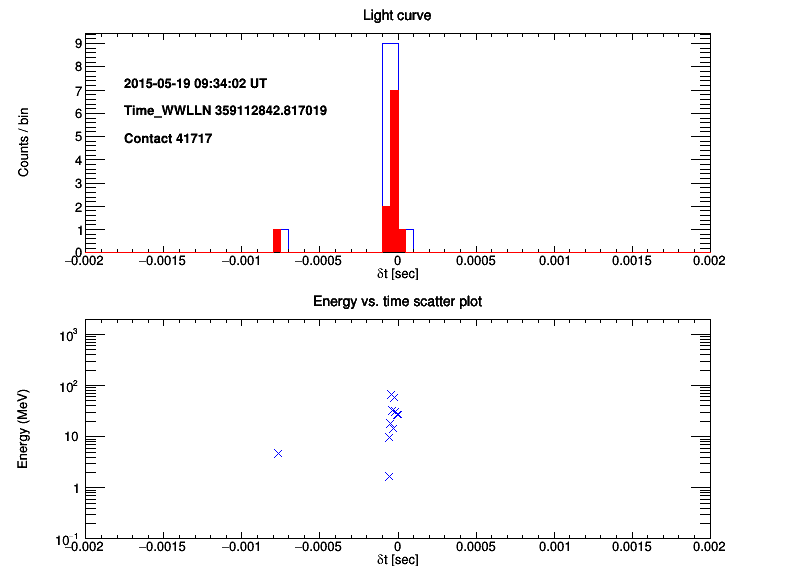 Light curve
9
8
7
6
5
4
3
2
1
0
Counts / bin
2015-05-19 09:34:02 UT
Time_WWLLN 359112842.817019
Contact 41717
−0.002 −0.0015 −0.001 −0.0005 0 0.0005 0.001 0.0015 0.002
δt [sec]
Energy vs. time scatter plot
10³
10²
10
1
10⁻¹
Energy (MeV)
−0.002 −0.0015 −0.001 −0.0005 0 0.0005 0.001 0.0015 0.002
δt [sec]